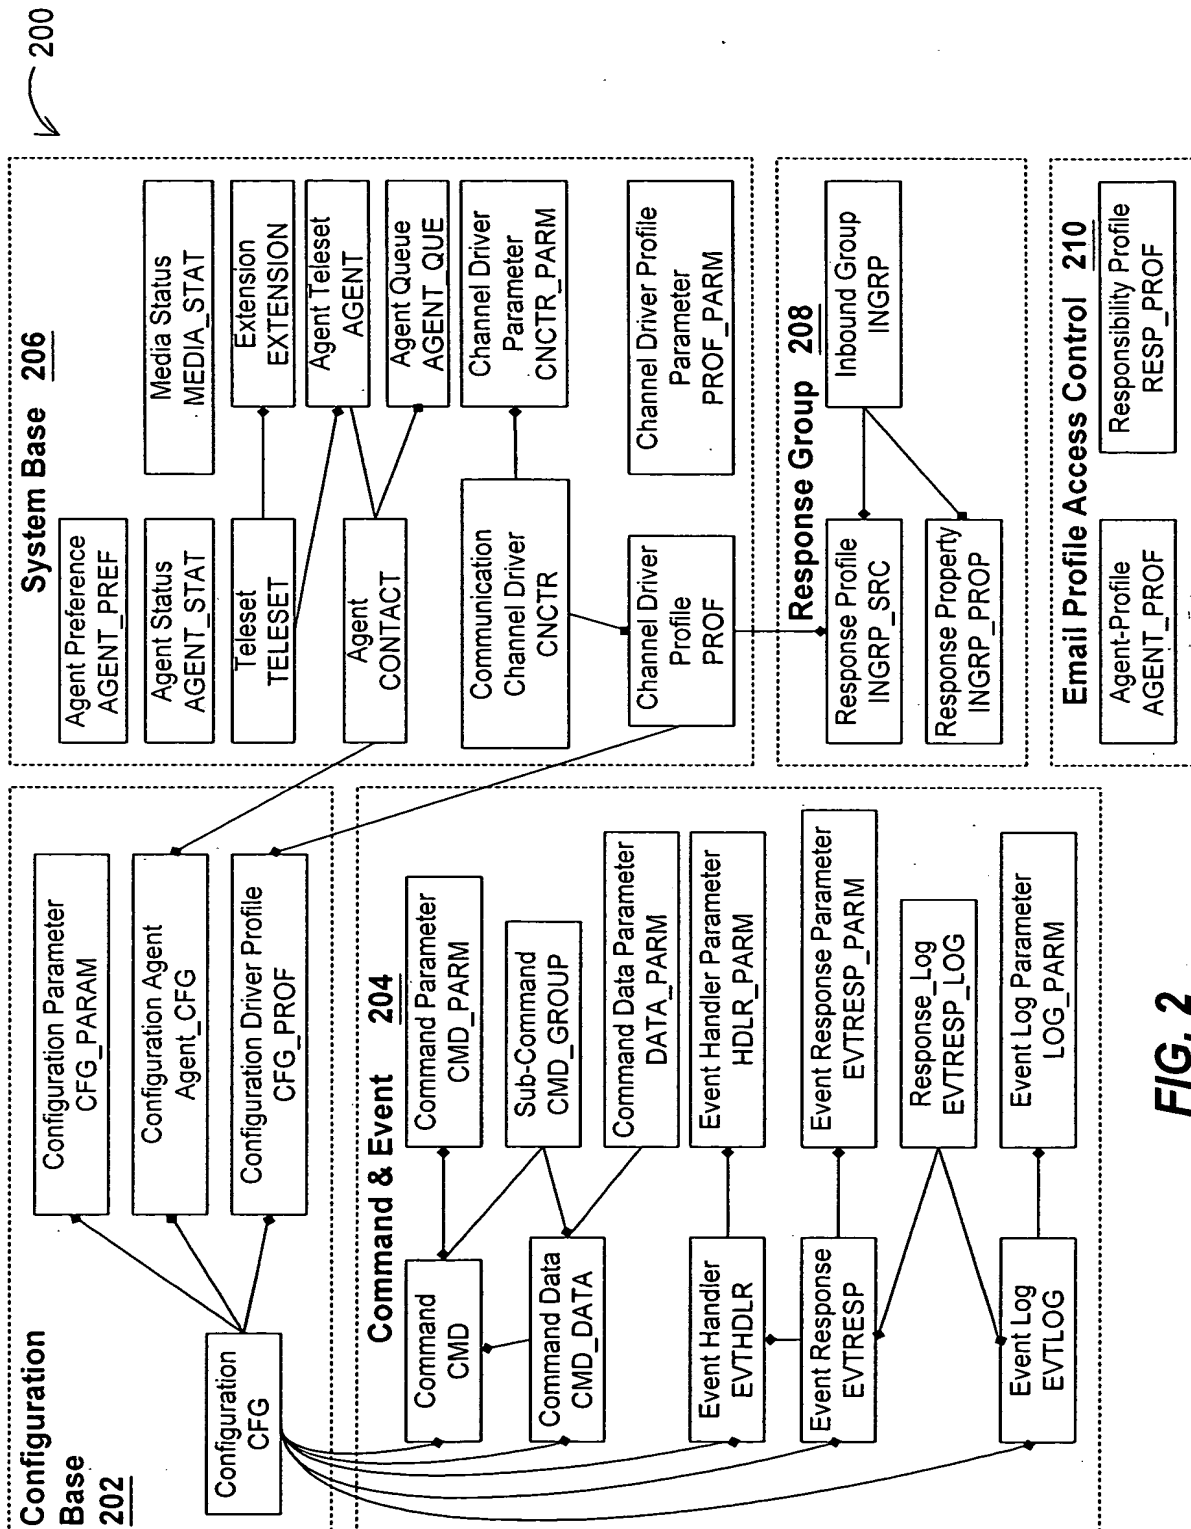 200
Configuration
Base
202
Configuration
CFG
Configuration Parameter
CFG_PARAM
Configuration Agent
Agent_CFG
Configuration Driver Profile
CFG_PROF
Command & Event 204
Command
CMD
Command Parameter
CMD_PARM
Sub-Command
CMD_GROUP
Command Data
CMD_DATA
Command Data Parameter
DATA_PARM
Event Handler
EVTHDLR
Event Handler Parameter
HDLR_PARM
Event Response
EVTRESP
Event Response Parameter
EVTRESP_PARM
Response_Log
EVTRESP_LOG
Event Log
EVTLOG
Event Log Parameter
LOG_PARM
System Base 206
Agent Preference
AGENT_PREF
Agent Status
AGENT_STAT
Media Status
MEDIA_STAT
Teleset
TELESET
Extension
EXTENSION
Agent Teleset
AGENT
Agent
CONTACT
Agent Queue
AGENT_QUE
Communication
Channel Driver
CNCTR
Channel Driver
Parameter
CNCTR_PARM
Channel Driver
Profile
PROF
Channel Driver Profile
Parameter
PROF_PARM
Response Group 208
Response Profile
INGRP_SRC
Inbound Group
INGRP
Response Property
INGRP_PROP
Email Profile Access Control 210
Agent-Profile
AGENT_PROF
Responsibility Profile
RESP_PROF
FIG. 2